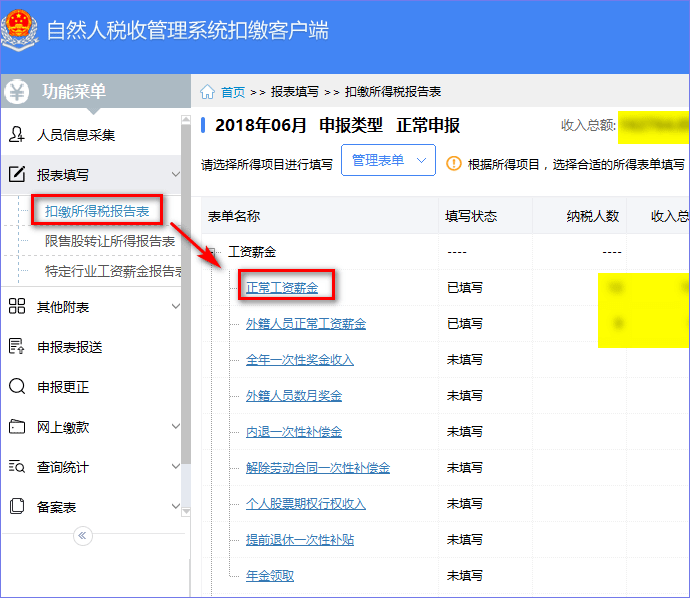 自然人税收管理系统扣缴客户端
功能菜单
人员信息采集
报表填写
扣缴所得税报告表
限售股转让所得报告表
特定行业工资薪金报告表
其他附表
申报表报送
申报更正
网上缴款
查询统计
备案表
首页 >> 报表填写 >> 扣缴所得税报告表
2018年06月 申报类型 正常申报 收入总额:
请选择所得项目进行填写 管理表单 根据所得项目，选择合适的所得表单填写
表单名称 填写状态 纳税人数 收入总
工资薪金 ---- ----
正常工资薪金 已填写
外籍人员正常工资薪金 已填写
全年一次性奖金收入 未填写
外籍人员数月奖金 未填写
内退一次性补偿金 未填写
解除劳动合同一次性补偿金 未填写
个人股票期权行权收入 未填写
提前退休一次性补贴 未填写
年金领取 未填写